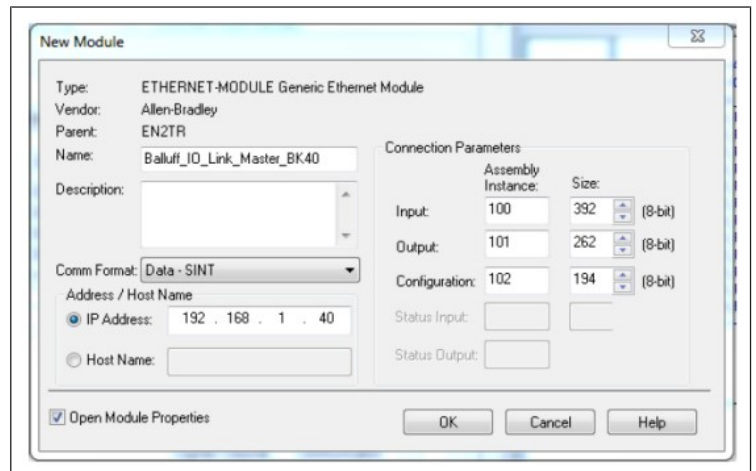 New Module
Type: ETHERNET-MODULE Generic Ethernet Module
Vendor: Allen-Bradley
Parent: EN2TR
Name: Balluff_IO_Link_Master_BK40
Description:
Comm Format: Data - SINT
Address / Host Name
IP Address: 192 . 168 . 1 . 40
Host Name:
Connection Parameters
Assembly Instance: Size:
Input: 100 392 (8-bit)
Output: 101 262 (8-bit)
Configuration: 102 194 (8-bit)
Status Input:
Status Output:
Open Module Properties
OK Cancel Help